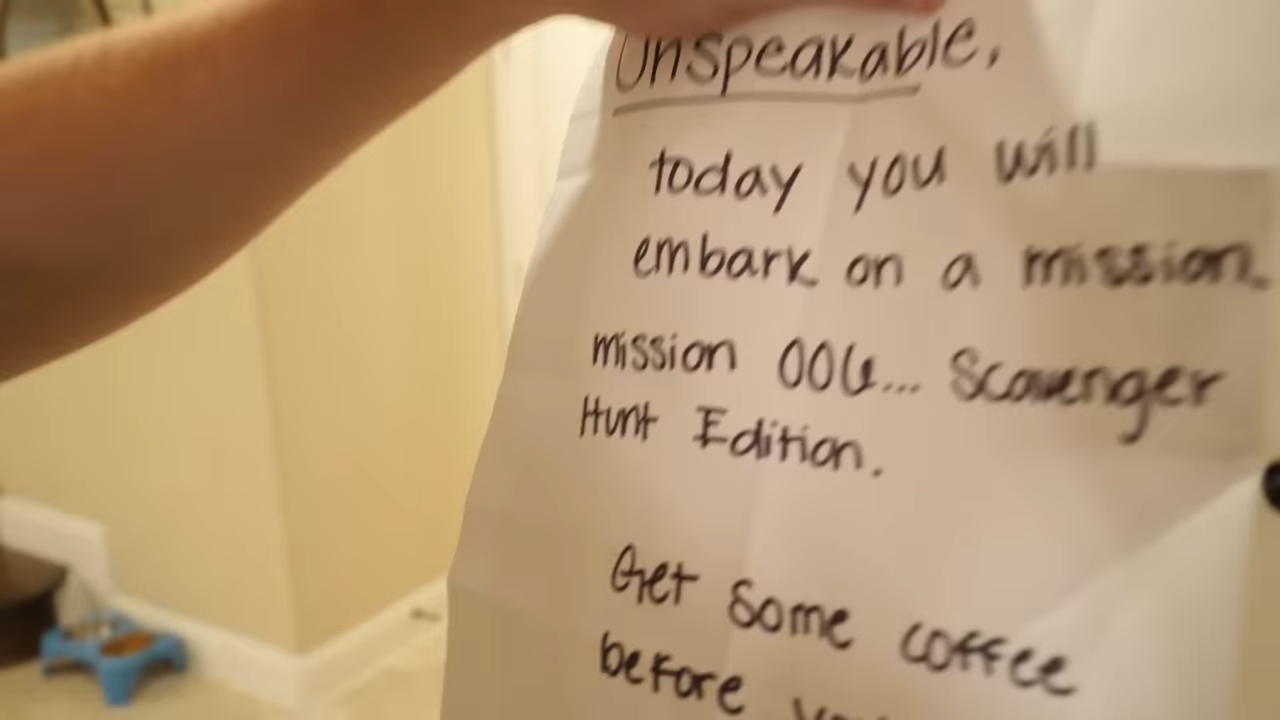 Unspeakable,
today you will
embark on a mission.
mission 006... Scavenger
Hunt Edition.
Get some coffee
before